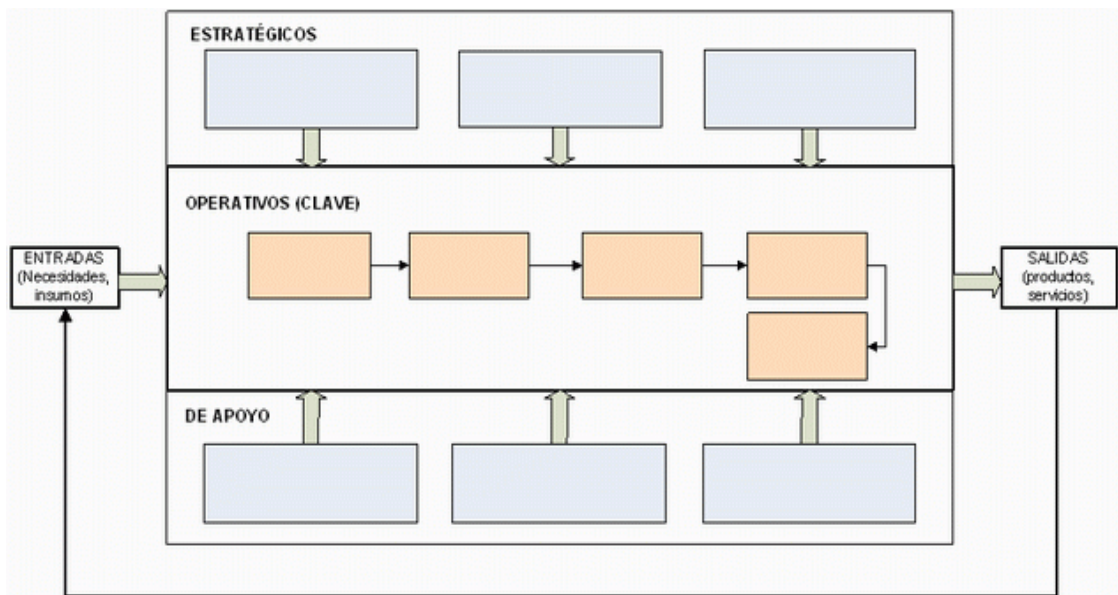 ESTRATÉGICOS
OPERATIVOS (CLAVE)
ENTRADAS
(Necesidades,
insumos)
SALIDAS
(productos,
servicios)
DE APOYO